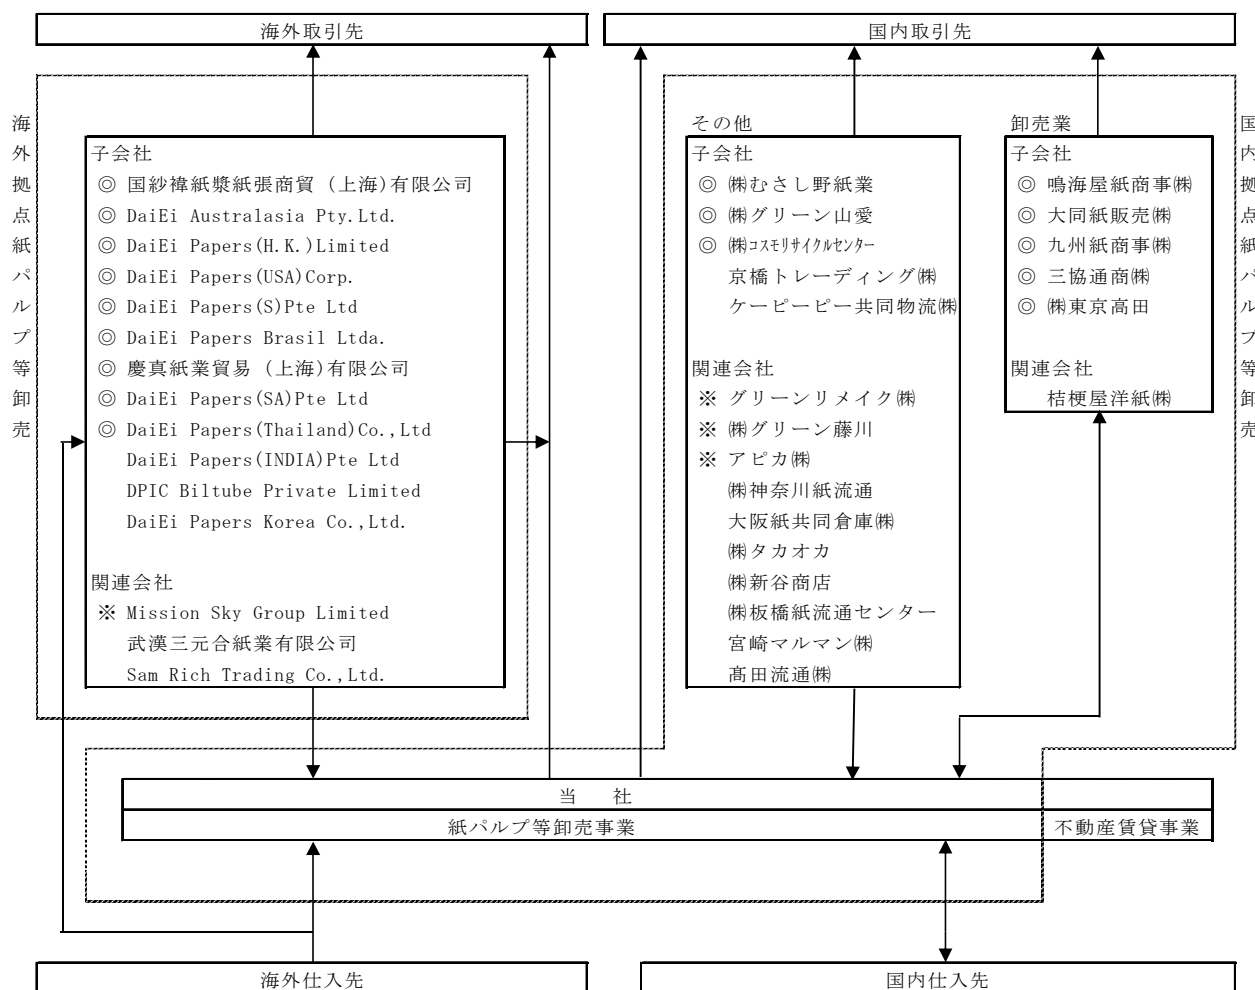 海外取引先
国内取引先
海外拠点紙パルプ等卸売
子会社
◎ 国紗褘紙漿紙張商貿（上海)有限公司
◎ DaiEi Australasia Pty.Ltd.
◎ DaiEi Papers(H.K.)Limited
◎ DaiEi Papers(USA)Corp.
◎ DaiEi Papers(S)Pte Ltd
◎ DaiEi Papers Brasil Ltda.
◎ 慶真紙業貿易（上海)有限公司
◎ DaiEi Papers(SA)Pte Ltd
◎ DaiEi Papers(Thailand)Co.,Ltd
DaiEi Papers(INDIA)Pte Ltd
DPIC Biltube Private Limited
DaiEi Papers Korea Co.,Ltd.
関連会社
※ Mission Sky Group Limited
武漢三元合紙業有限公司
Sam Rich Trading Co.,Ltd.
その他
子会社
◎ ㈱むさし野紙業
◎ ㈱グリーン山愛
◎ ㈱ｺｽﾓﾘｻｲｸﾙｾﾝﾀｰ
京橋トレーディング㈱
ケーピーピー共同物流㈱
関連会社
※ グリーンリメイク㈱
※ ㈱グリーン藤川
※ アピカ㈱
㈱神奈川紙流通
大阪紙共同倉庫㈱
㈱タカオカ
㈱新谷商店
㈱板橋紙流通センター
宮崎マルマン㈱
髙田流通㈱
卸売業
子会社
◎ 鳴海屋紙商事㈱
◎ 大同紙販売㈱
◎ 九州紙商事㈱
◎ 三協通商㈱
◎ ㈱東京高田
関連会社
桔梗屋洋紙㈱
国内拠点紙パルプ等卸売
当　社
紙パルプ等卸売事業
不動産賃貸事業
海外仕入先
国内仕入先